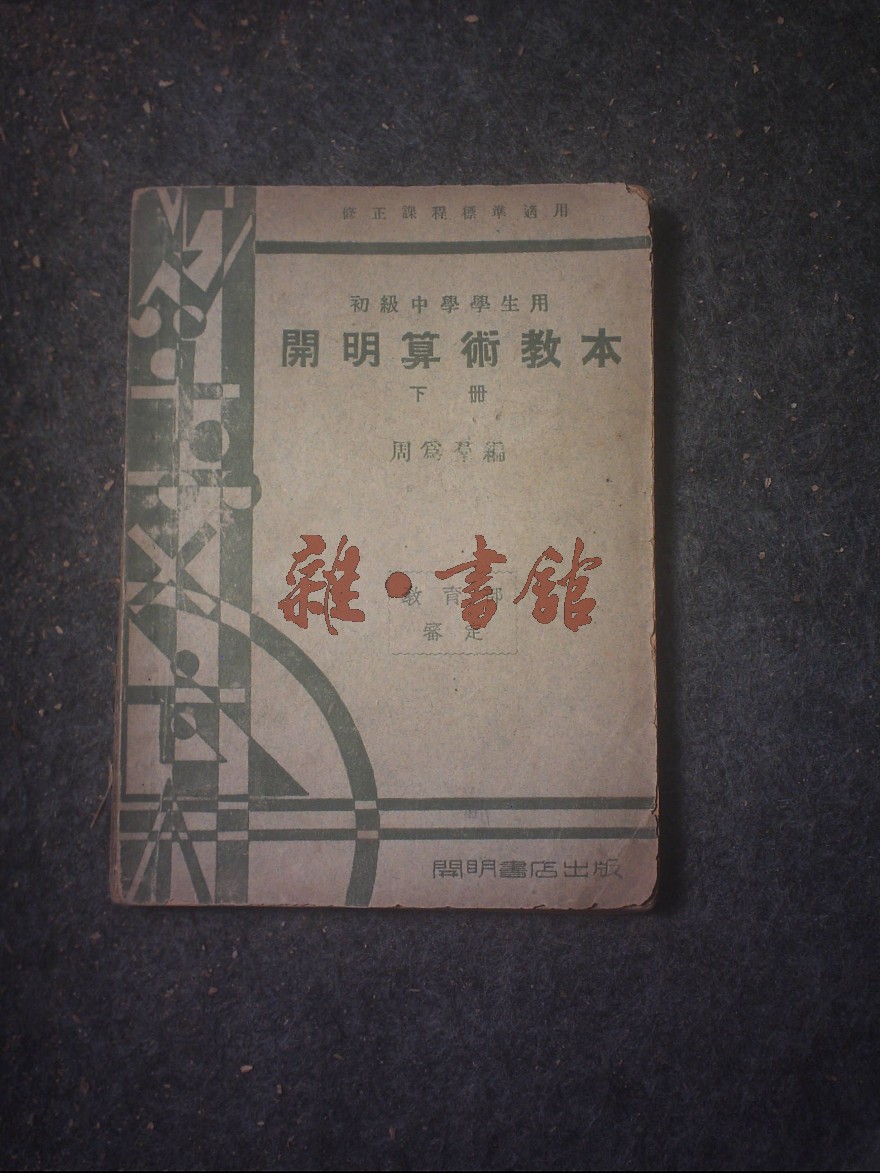 修正課程標準適用
初級中學學生用
開明算術教本
下冊
周為羣編
雜·書館
教育部
審定
開明書店出版